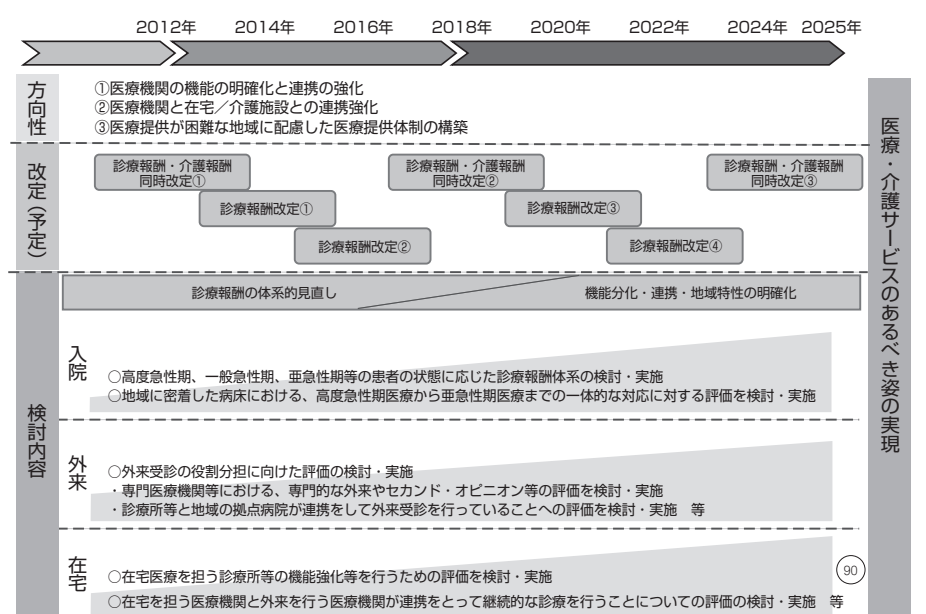 2012年 2014年 2016年 2018年 2020年 2022年 2024年 2025年
方向性
①医療機関の機能の明確化と連携の強化
②医療機関と在宅／介護施設との連携強化
③医療提供が困難な地域に配慮した医療提供体制の構築
改定（予定）
診療報酬・介護報酬
同時改定①
診療報酬・介護報酬
同時改定②
診療報酬・介護報酬
同時改定③
診療報酬改定①
診療報酬改定③
診療報酬改定②
診療報酬改定④
検討内容
診療報酬の体系的見直し
機能分化・連携・地域特性の明確化
入院
○高度急性期、一般急性期、亜急性期等の患者の状態に応じた診療報酬体系の検討・実施
○地域に密着した病床における、高度急性期医療から亜急性期医療までの一体的な対応に対する評価を検討・実施
外来
○外来受診の役割分担に向けた評価の検討・実施
・専門医療機関等における、専門的な外来やセカンド・オピニオン等の評価を検討・実施
・診療所等と地域の拠点病院が連携をして外来受診を行っていることへの評価を検討・実施　等
在宅
○在宅医療を担う診療所等の機能強化等を行うための評価を検討・実施
○在宅を担う医療機関と外来を行う医療機関が連携をとって継続的な診療を行うことについての評価の検討・実施　等
90
医療・介護サービスのあるべき姿の実現